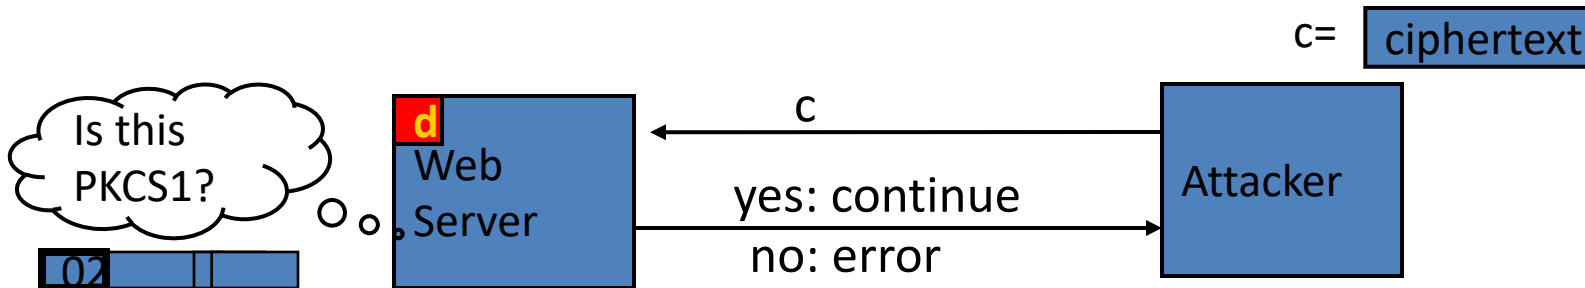 c= ciphertext
Is this
PKCS1?
d
Web
Server
c
yes: continue
no: error
Attacker
02